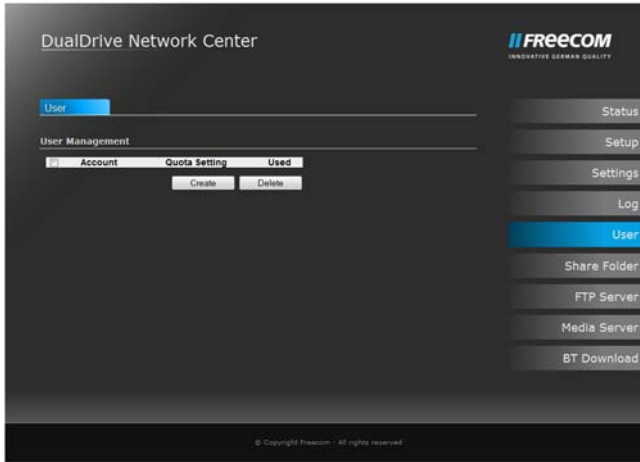 DualDrive Network Center
FREECOM
INNOVATIVE GERMAN QUALITY
User
User Management
Account Quota Setting Used
Create Delete
Status
Setup
Settings
Log
User
Share Folder
FTP Server
Media Server
BT Download
© Copyright Freecom - All rights reserved